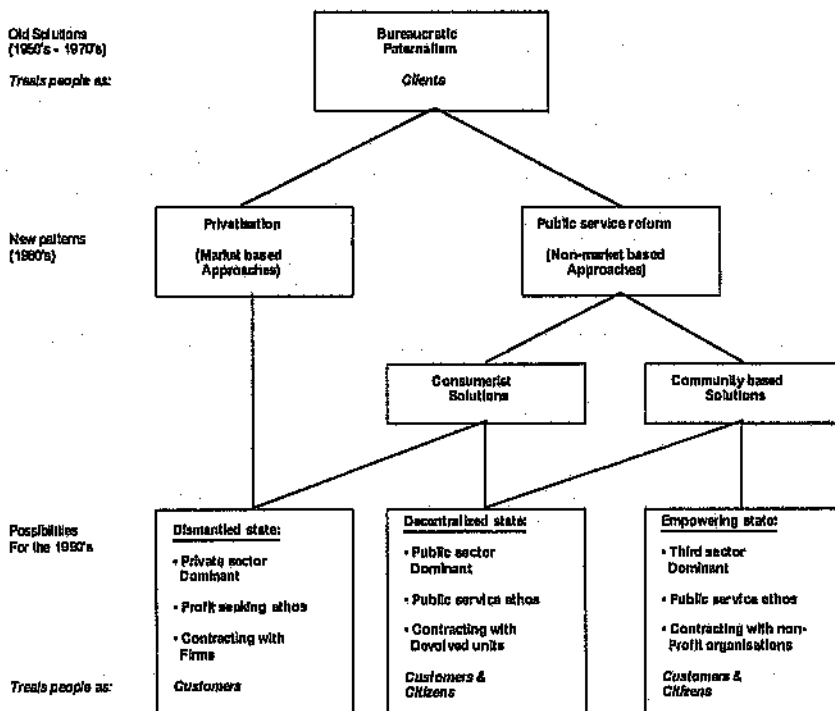 Old Solutions
(1950's - 1970's)
Treats people as:
Bureaucratic
Paternalism
Clients
New patterns
(1980's)
Privatisation
(Market based
Approaches)
Public service reform
(Non-market based
Approaches)
Consumerist
Solutions
Community based
Solutions
Possibilities
For the 1990's
Dismantled state:
• Private sector
Dominant
• Profit seeking ethos
• Contracting with
Firms
Customers
Decentralized state:
• Public sector
Dominant
• Public service ethos
• Contracting with
Devolved units
Customers &
Citizens
Empowering state:
• Third sector
Dominant
• Public service ethos
• Contracting with non-
Profit organisations
Customers &
Citizens
Treats people as: